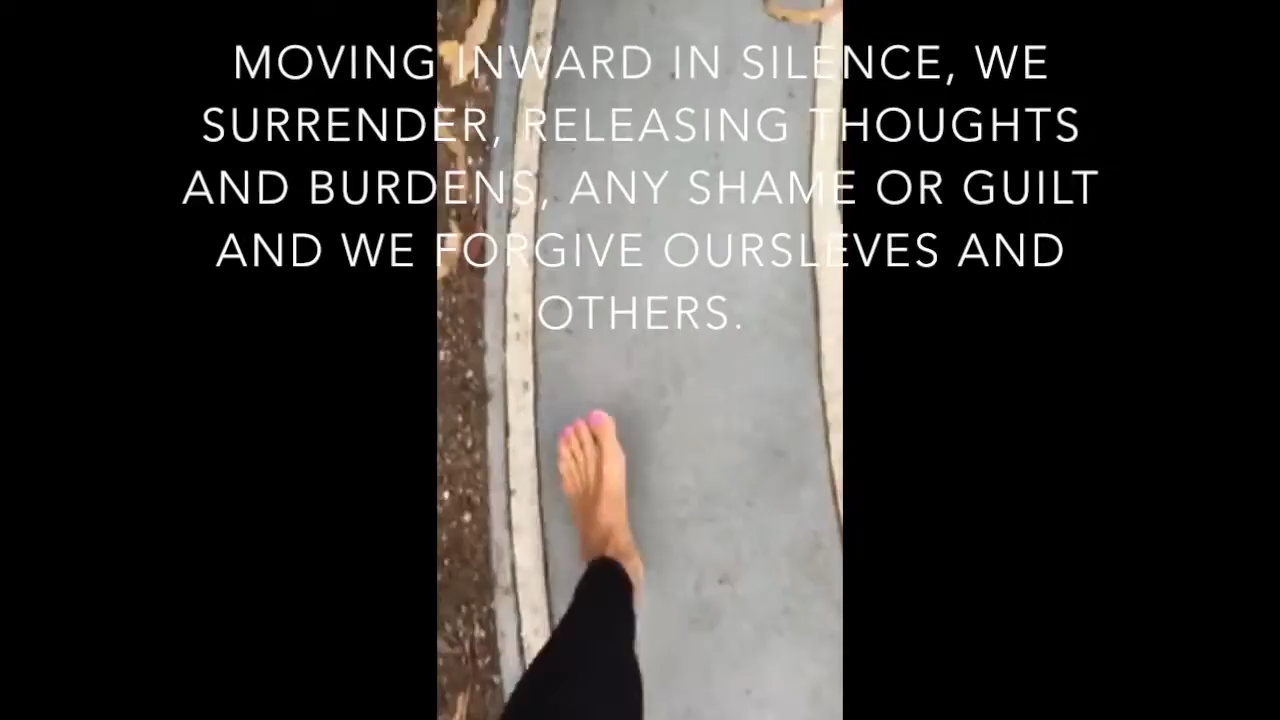 MOVING INWARD IN SILENCE, WE
SURRENDER, RELEASING THOUGHTS
AND BURDENS, ANY SHAME OR GUILT
AND WE FORGIVE OURSLEVES AND
OTHERS.